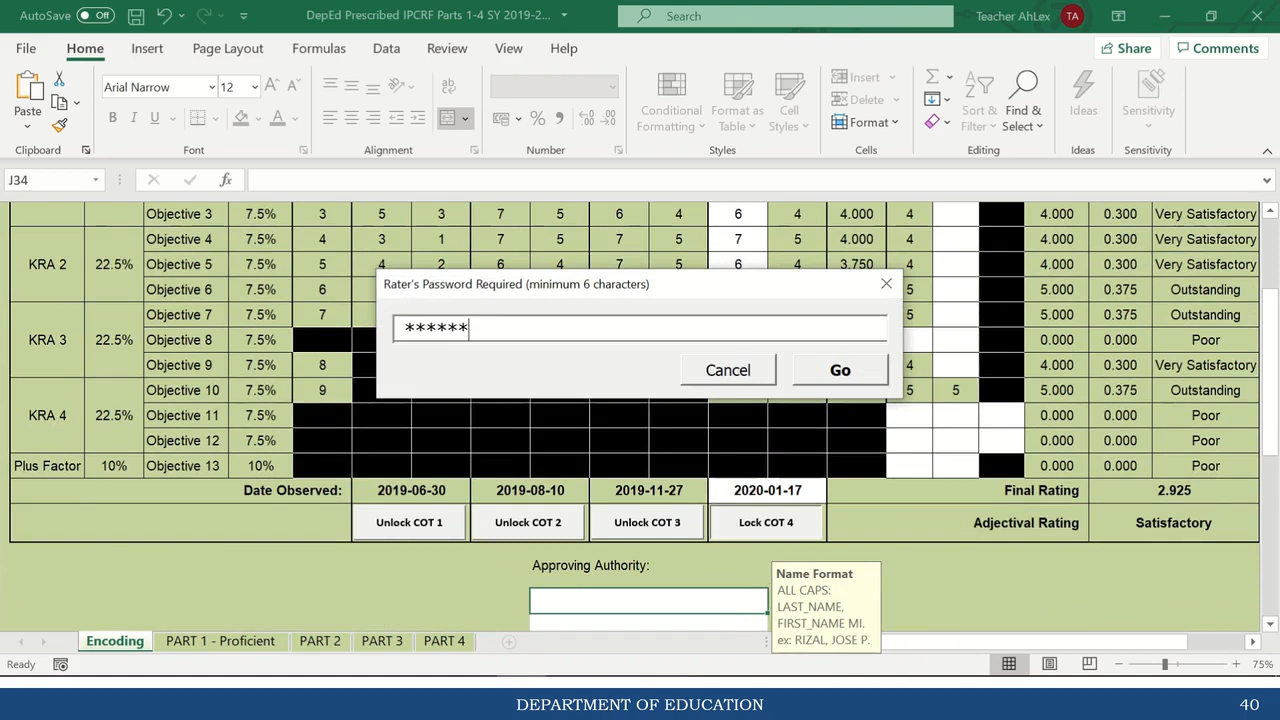 AutoSave Off DepEd Prescribed IPCRF Parts 1-4 SY 2019-2... Search Teacher AhLex TA
File Home Insert Page Layout Formulas Data Review View Help Share Comments
Paste Arial Narrow 12 A A ab Conditional Formatting Format as Table Cell Styles Insert Delete Format Sort & Filter Find & Select Ideas Sensitivity
B I U A % 9
Clipboard Font Alignment Number Styles Cells Editing Ideas Sensitivity
J34 fx
Objective 3 7.5% 3 5 3 7 5 6 4 6 4 4.000 4 4.000 0.300 Very Satisfactory
Objective 4 7.5% 4 3 1 7 5 7 5 7 5 4.000 4 4.000 0.300 Very Satisfactory
KRA 2 22.5% Objective 5 7.5% 5 4 2 6 4 7 5 6 4 3.750 4 4.000 0.300 Very Satisfactory
Rater's Password Required (minimum 6 characters)
Objective 6 7.5% 6 5 5.000 0.375 Outstanding
Objective 7 7.5% 7 5 5.000 0.375 Outstanding
******
KRA 3 22.5% Objective 8 7.5% 0.000 0.000 Poor
Objective 9 7.5% 8 4 4.000 0.300 Very Satisfactory
Cancel Go
Objective 10 7.5% 9 5 5 5.000 0.375 Outstanding
KRA 4 22.5% Objective 11 7.5% 0.000 0.000 Poor
Objective 12 7.5% 0.000 0.000 Poor
Plus Factor 10% Objective 13 10% 0.000 0.000 Poor
Date Observed: 2019-06-30 2019-08-10 2019-11-27 2020-01-17 Final Rating 2.925
Unlock COT 1 Unlock COT 2 Unlock COT 3 Lock COT 4 Adjectival Rating Satisfactory
Approving Authority:
Name Format
ALL CAPS:
LAST_NAME,
FIRST_NAME MI.
ex: RIZAL, JOSE P.
Encoding PART 1 - Proficient PART 2 PART 3 PART 4
Ready 75%
DEPARTMENT OF EDUCATION 40